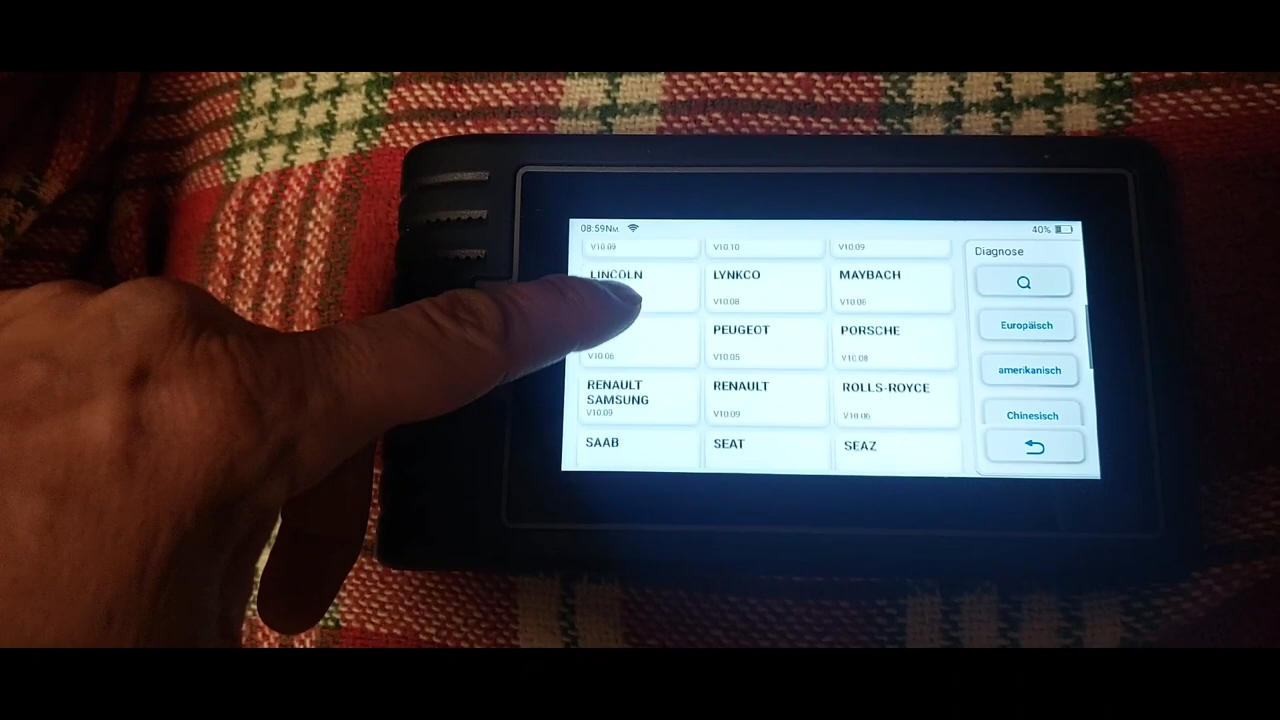 08:59Nм.
40%
V10.09
V10.10
V10.09
Diagnose
LINCOLN
LYNKCO
MAYBACH
V10.08
V10.06
Europäisch
PEUGEOT
PORSCHE
V10.06
V10.05
V10.08
amerikanisch
RENAULT
SAMSUNG
RENAULT
ROLLS-ROYCE
V10.09
V10.09
V10.06
Chinesisch
SAAB
SEAT
SEAZ